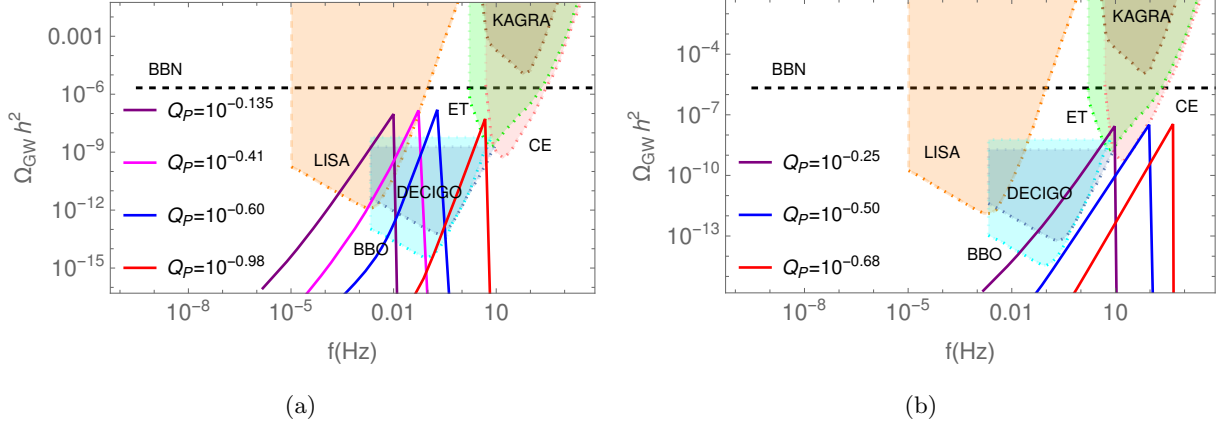 0.001
10^-6
10^-9
10^-12
10^-15
Ω_GW h^2
BBN
Q_P=10^-0.135
Q_P=10^-0.41
Q_P=10^-0.60
Q_P=10^-0.98
LISA
DECIGO
BBO
ET
CE
KAGRA
10^-8
10^-5
0.01
10
f(Hz)
(a)
10^-4
10^-7
10^-10
10^-13
Ω_GW h^2
BBN
Q_P=10^-0.25
Q_P=10^-0.50
Q_P=10^-0.68
LISA
DECIGO
BBO
ET
CE
KAGRA
10^-8
10^-5
0.01
10
f(Hz)
(b)